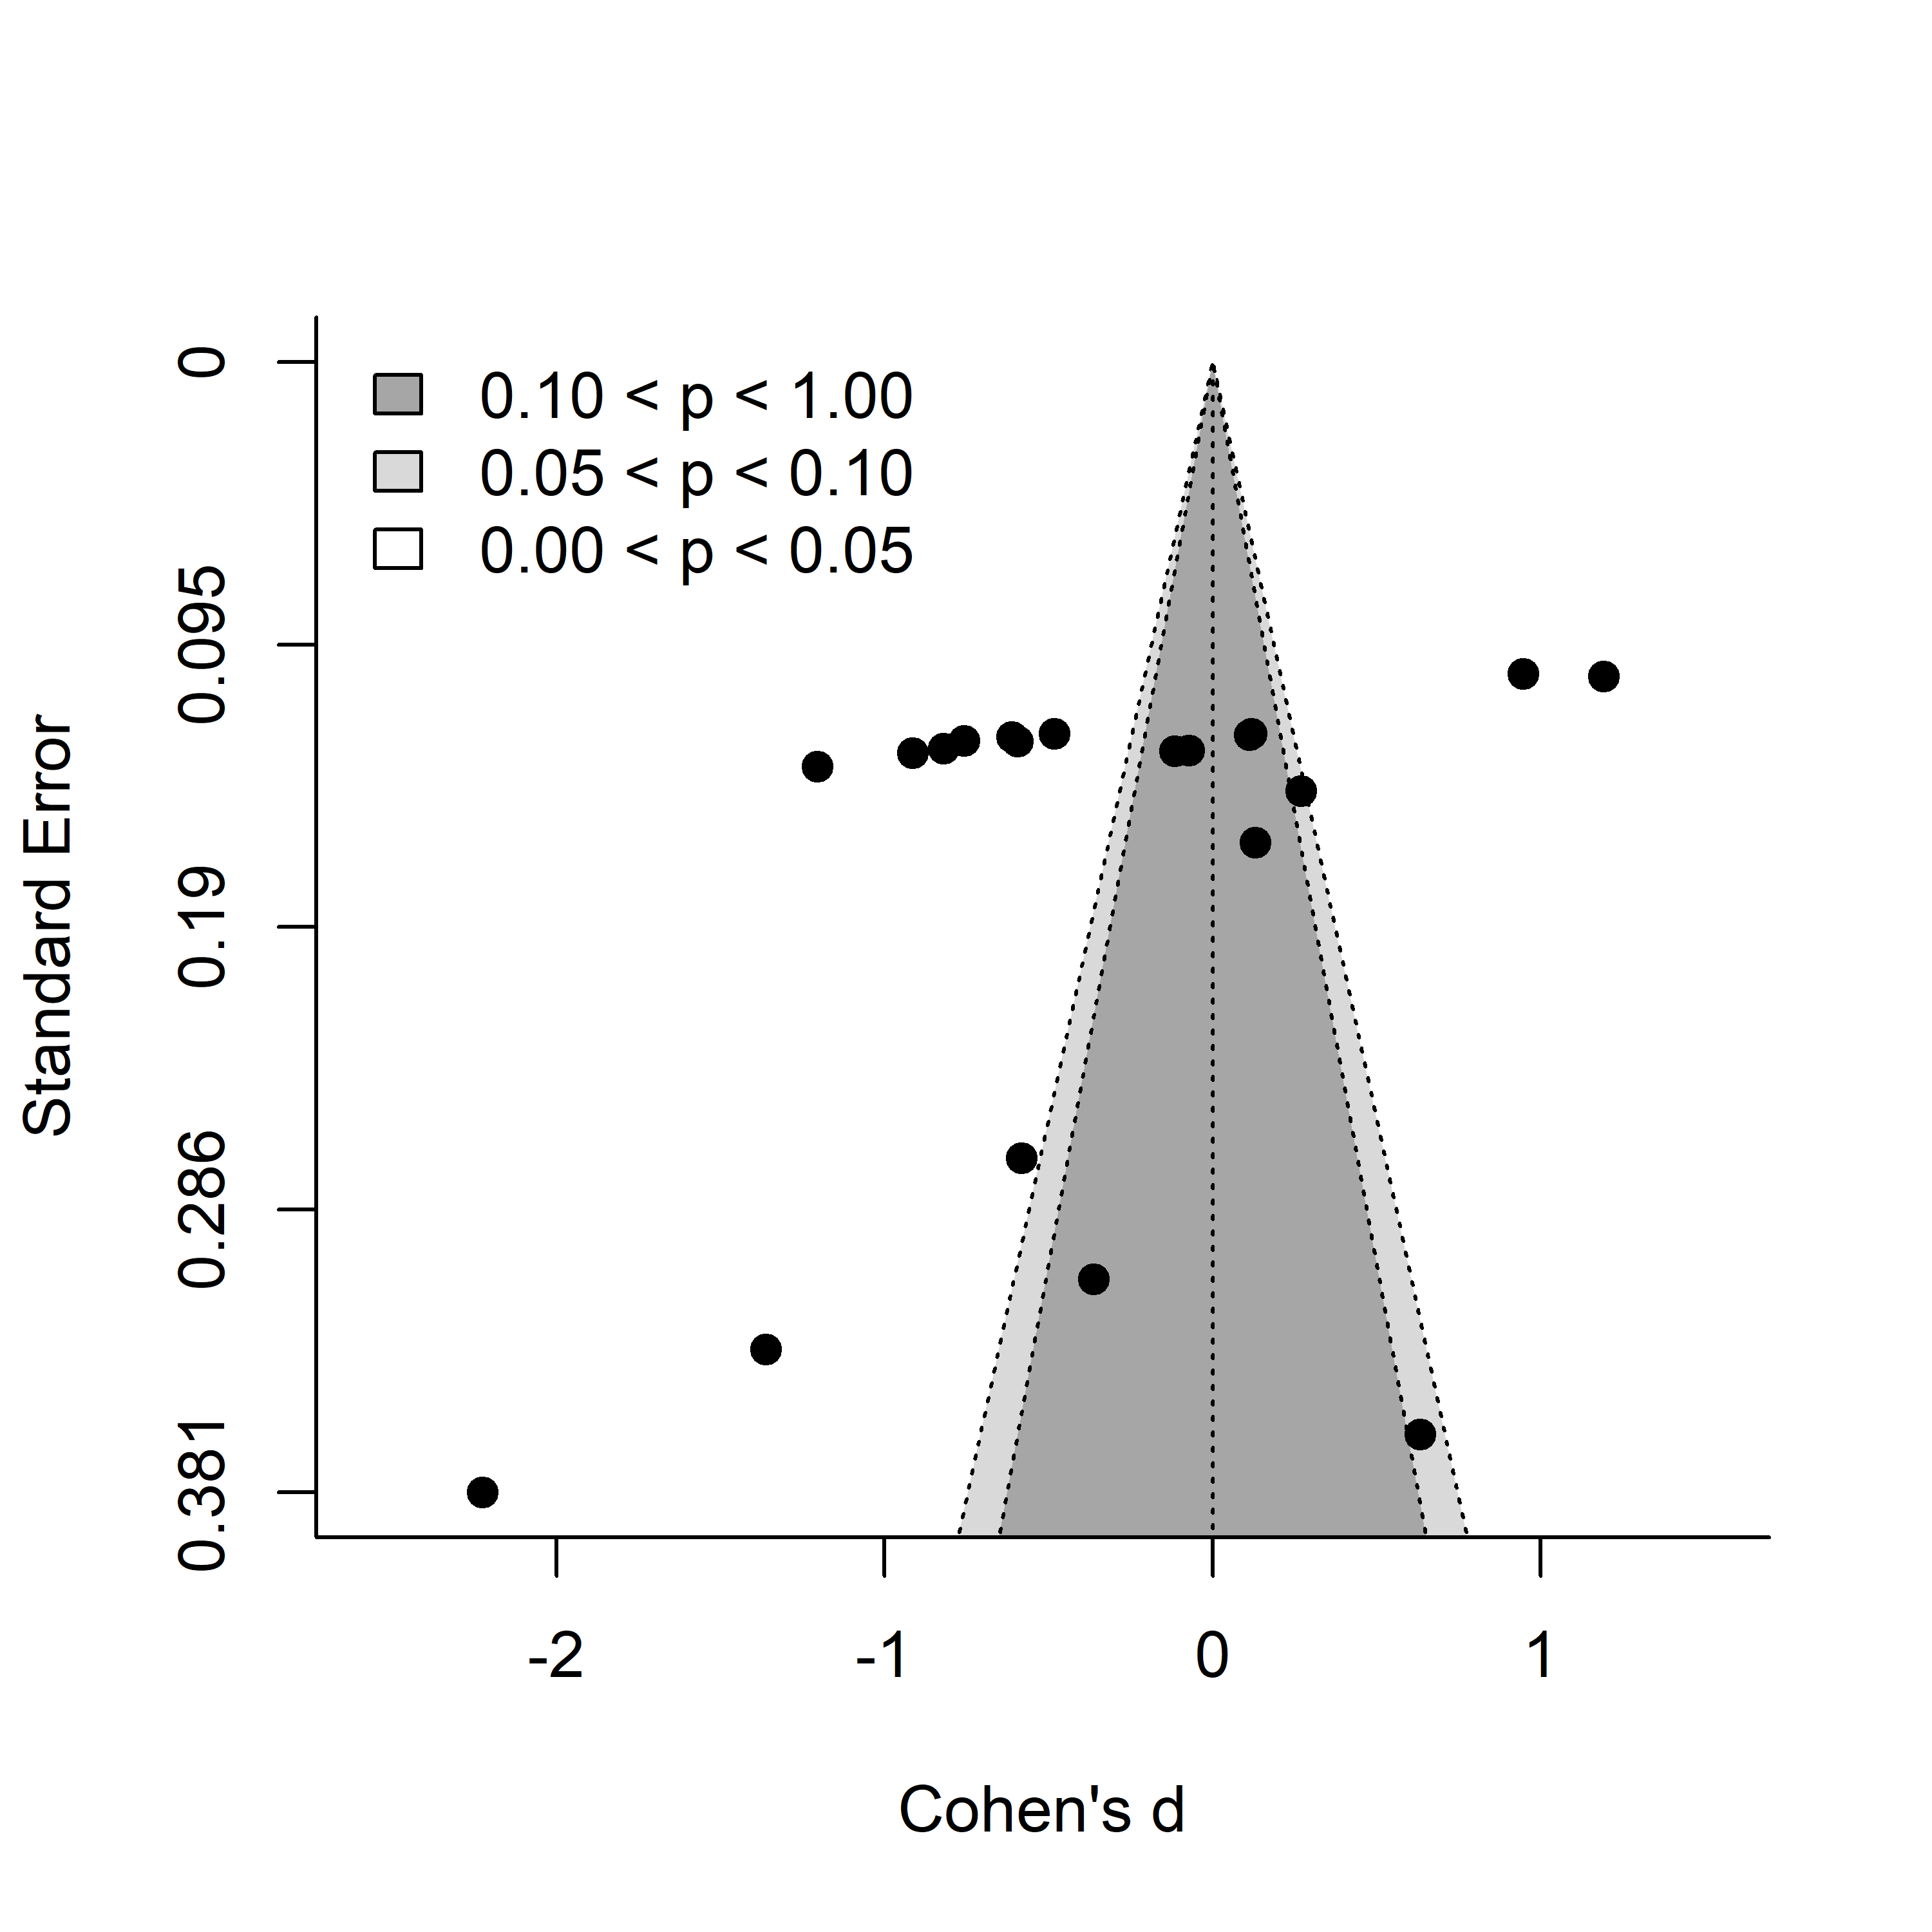 0.10 < p < 1.00
0.05 < p < 0.10
0.00 < p < 0.05
Standard Error
0
0.095
0.19
0.286
0.381
-2
-1
0
1
Cohen's d